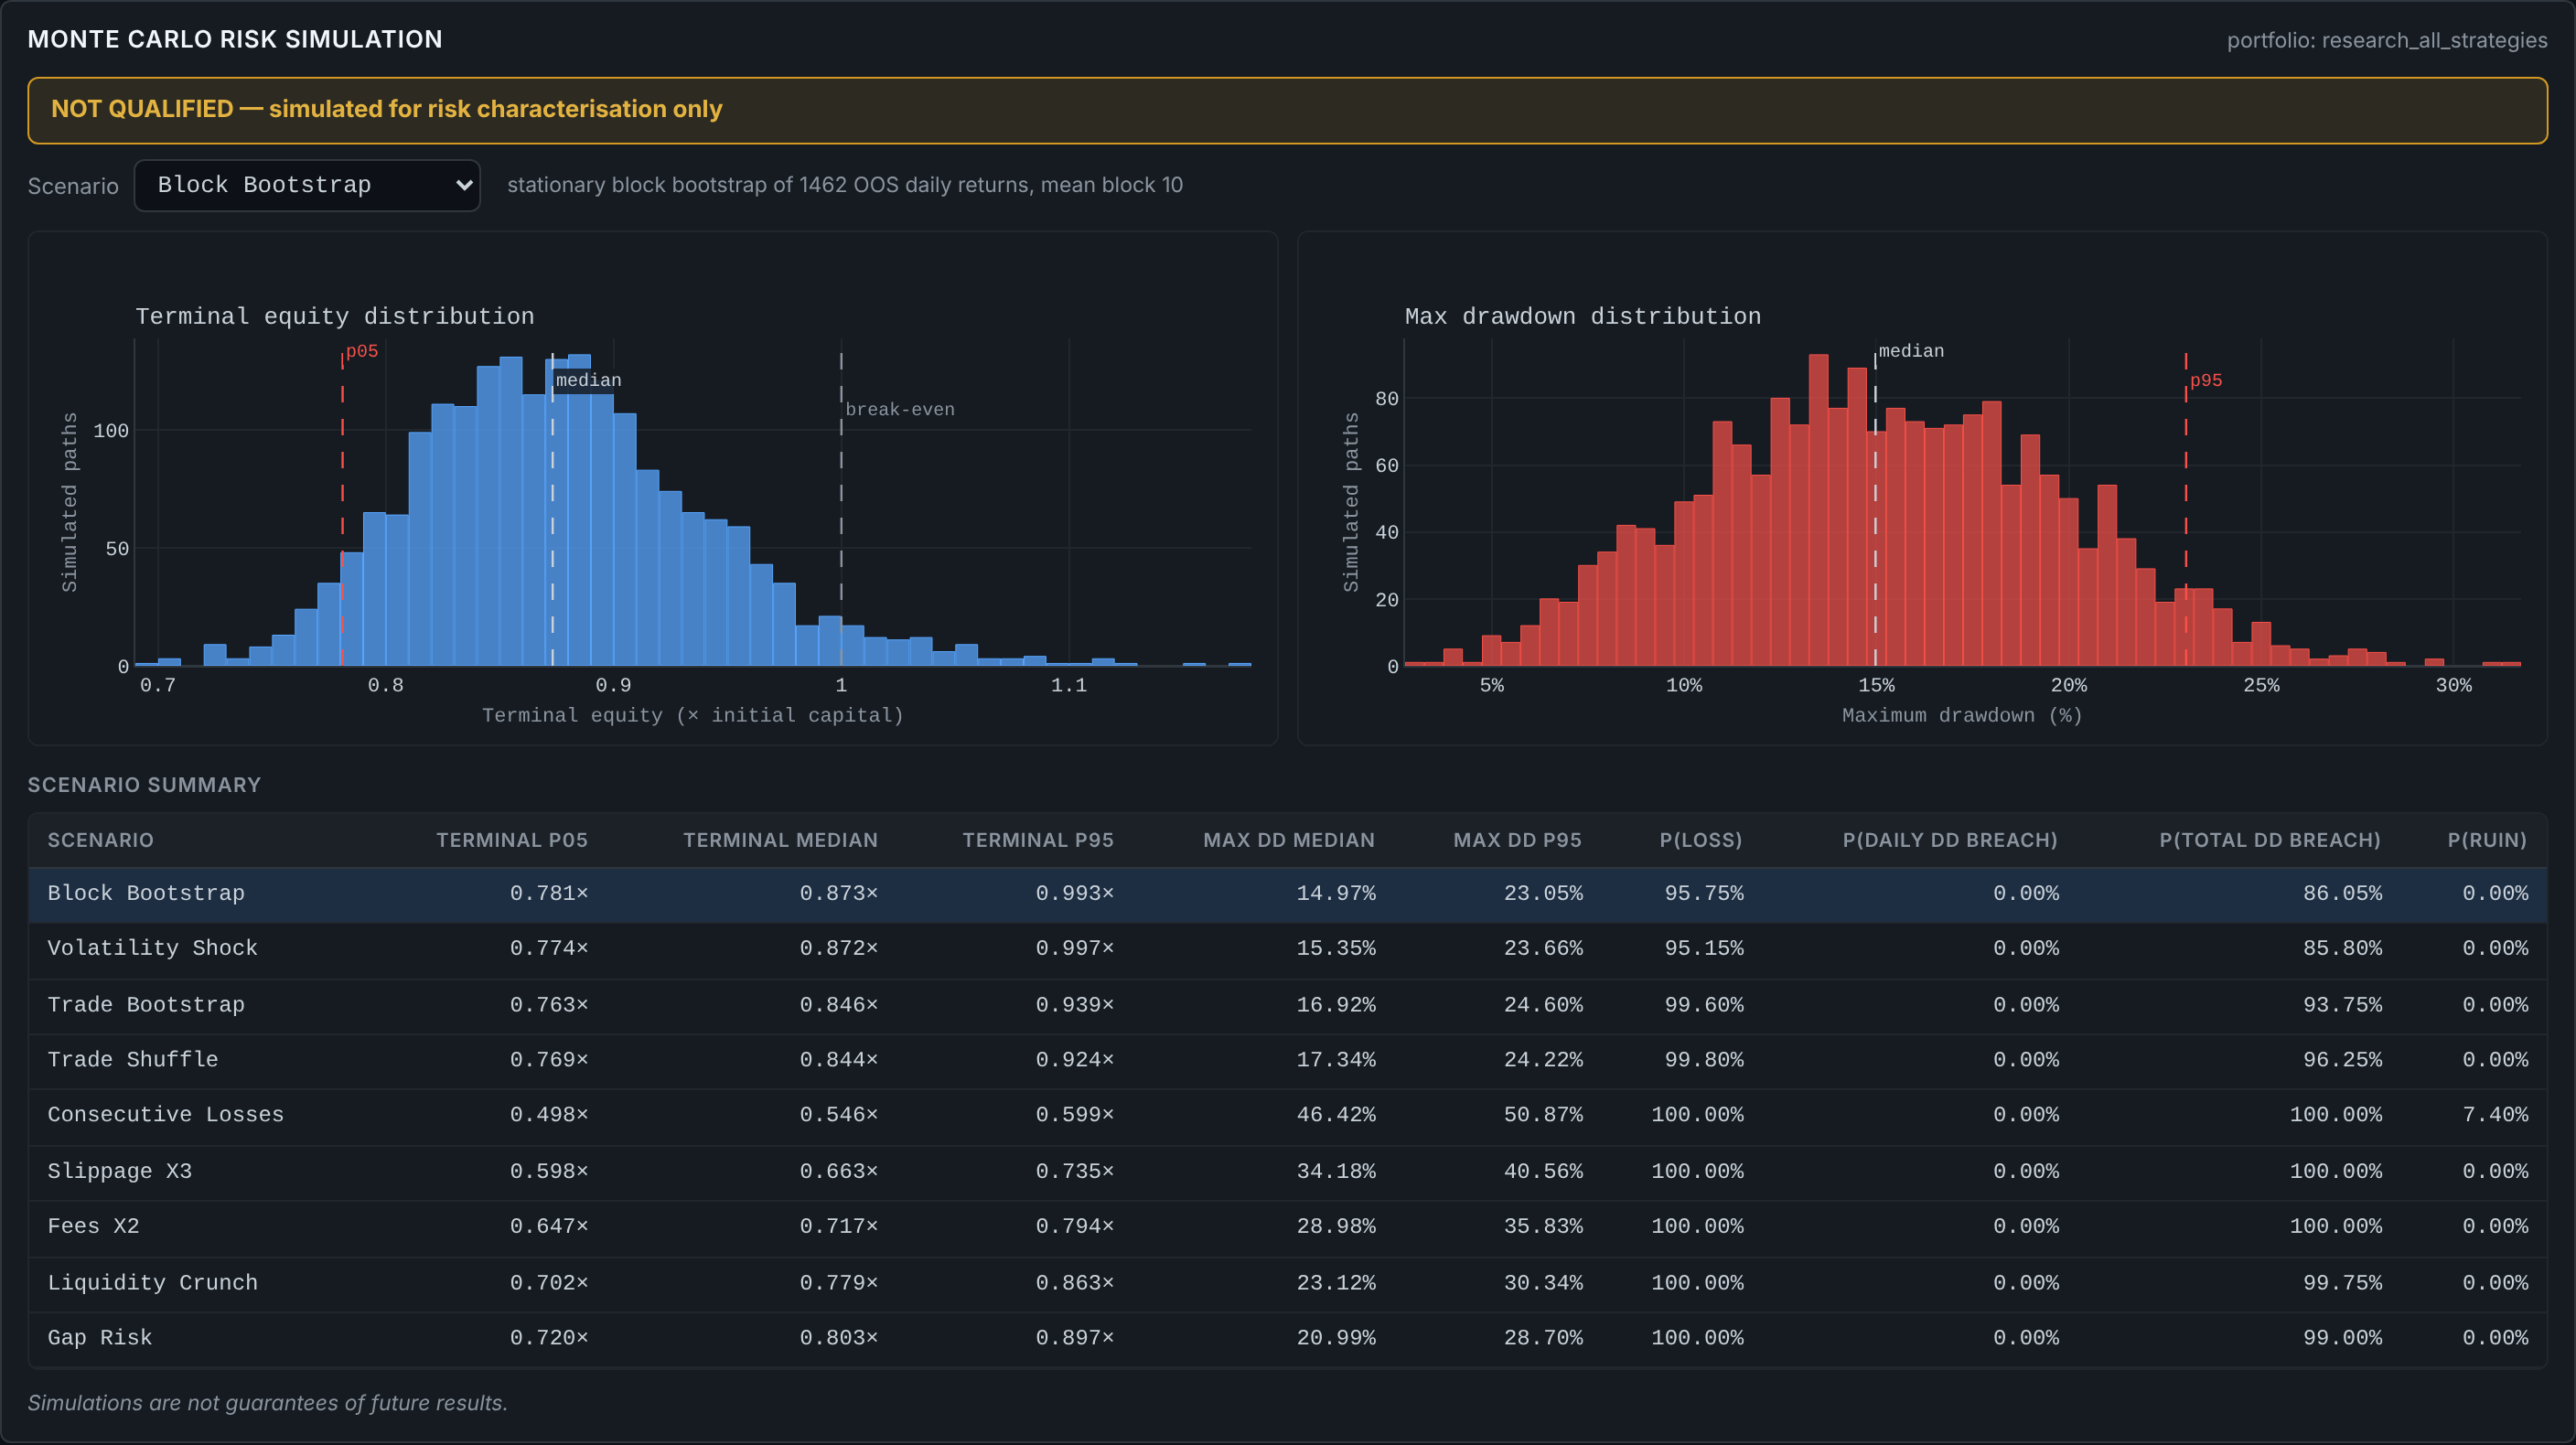 MONTE CARLO RISK SIMULATION
portfolio: research_all_strategies
NOT QUALIFIED — simulated for risk characterisation only
Scenario Block Bootstrap stationary block bootstrap of 1462 OOS daily returns, mean block 10
Terminal equity distribution
p05
median
break-even
Simulated paths
100
50
0
0.7 0.8 0.9 1 1.1
Terminal equity (× initial capital)
Max drawdown distribution
median
p95
Simulated paths
80
60
40
20
0
5% 10% 15% 20% 25% 30%
Maximum drawdown (%)
SCENARIO SUMMARY
SCENARIO TERMINAL P05 TERMINAL MEDIAN TERMINAL P95 MAX DD MEDIAN MAX DD P95 P(LOSS) P(DAILY DD BREACH) P(TOTAL DD BREACH) P(RUIN)
Block Bootstrap 0.781× 0.873× 0.993× 14.97% 23.05% 95.75% 0.00% 86.05% 0.00%
Volatility Shock 0.774× 0.872× 0.997× 15.35% 23.66% 95.15% 0.00% 85.80% 0.00%
Trade Bootstrap 0.763× 0.846× 0.939× 16.92% 24.60% 99.60% 0.00% 93.75% 0.00%
Trade Shuffle 0.769× 0.844× 0.924× 17.34% 24.22% 99.80% 0.00% 96.25% 0.00%
Consecutive Losses 0.498× 0.546× 0.599× 46.42% 50.87% 100.00% 0.00% 100.00% 7.40%
Slippage X3 0.598× 0.663× 0.735× 34.18% 40.56% 100.00% 0.00% 100.00% 0.00%
Fees X2 0.647× 0.717× 0.794× 28.98% 35.83% 100.00% 0.00% 100.00% 0.00%
Liquidity Crunch 0.702× 0.779× 0.863× 23.12% 30.34% 100.00% 0.00% 99.75% 0.00%
Gap Risk 0.720× 0.803× 0.897× 20.99% 28.70% 100.00% 0.00% 99.00% 0.00%
Simulations are not guarantees of future results.